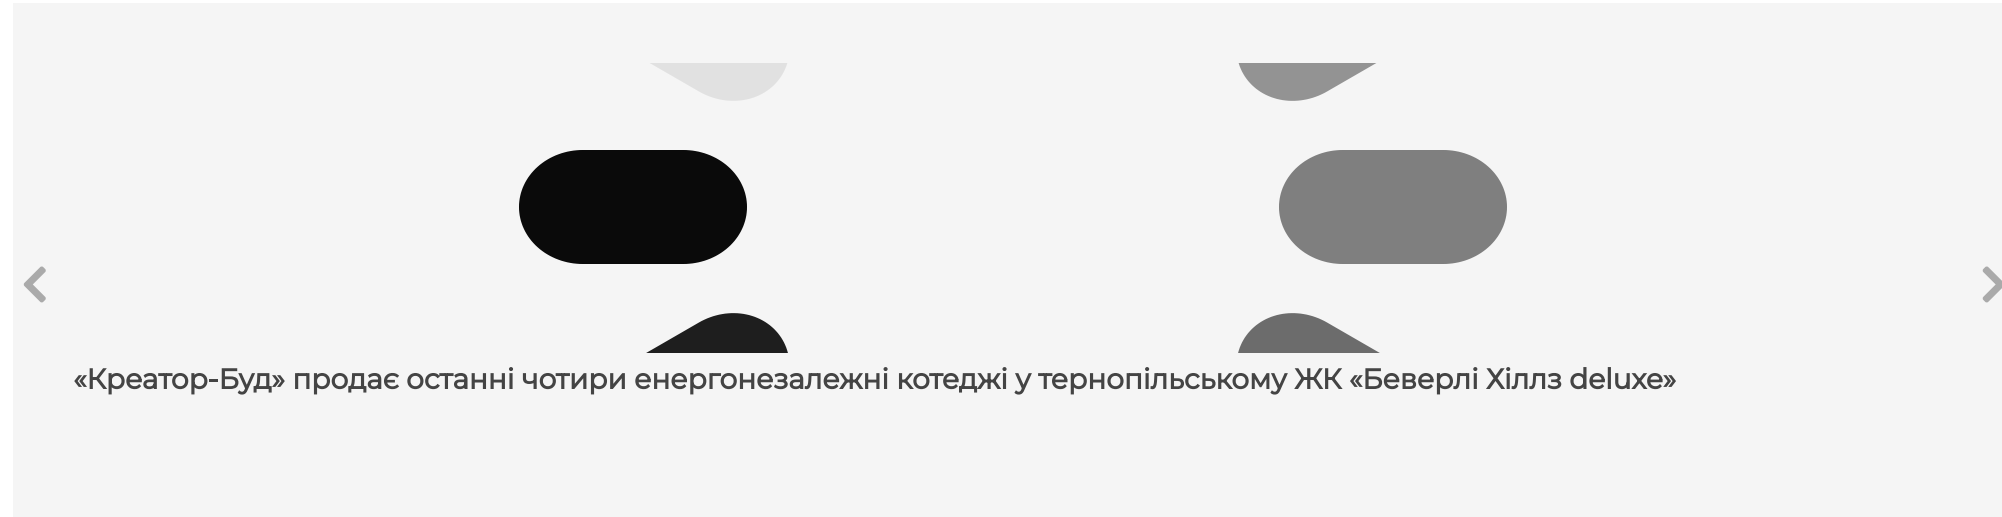 «Креатор-Буд» продає останні чотири енергонезалежні котеджі у тернопільському ЖК «Беверлі Хіллз deluxe»